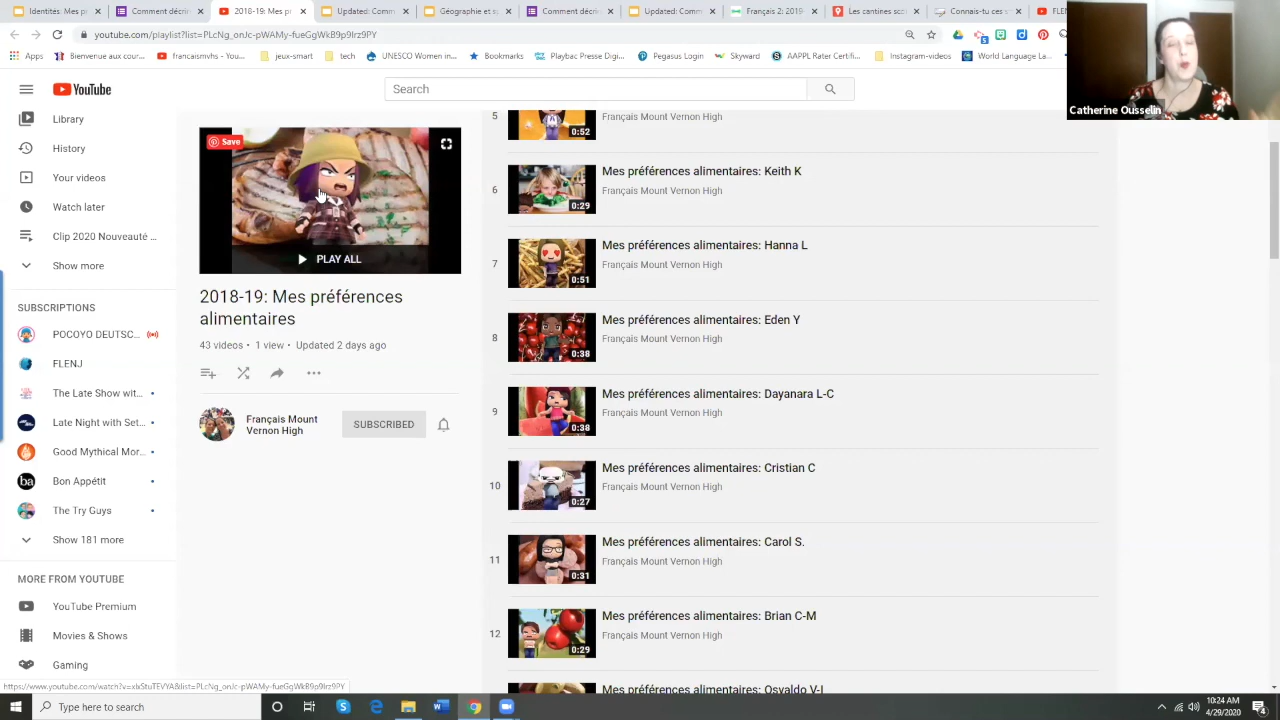 Identités: Mes p
Comment décri
2018-19: Mes p
Updated: Comm
Géographie et
Comment décri
Updated: Comm
Français 2: 2019-
Les cantines sco
Connais-tu ces s
FLEN
youtube.com/playlist?list=PLcNg_onJc-pWAMy-fueGgWkB9p9Irz9PY
Apps
Bienvenue aux cour...
francaismvhs - You...
jeux-smart
tech
UNESCO Women in...
Bookmarks
Playbac Presse Digi...
Pegasus Login
Skyward
AAPPL Rater Certifi...
Instagram-videos
World Language La...
Catherine Ousselin
YouTube
Search
Library
History
Your videos
Watch later
Clip 2020 Nouveauté ...
Show more
SUBSCRIPTIONS
POCOYO DEUTSC...
FLENJ
The Late Show wit...
Late Night with Set...
Good Mythical Mor...
ba
Bon Appétit
The Try Guys
Show 181 more
MORE FROM YOUTUBE
YouTube Premium
Movies & Shows
Gaming
Save
PLAY ALL
2018-19: Mes préférences
alimentaires
43 videos • 1 view • Updated 2 days ago
Français Mount
Vernon High
SUBSCRIBED
5
0:52
Français Mount Vernon High
6
0:29
Mes préférences alimentaires: Keith K
Français Mount Vernon High
7
0:51
Mes préférences alimentaires: Hanna L
Français Mount Vernon High
8
0:38
Mes préférences alimentaires: Eden Y
Français Mount Vernon High
9
0:38
Mes préférences alimentaires: Dayanara L-C
Français Mount Vernon High
10
0:27
Mes préférences alimentaires: Cristian C
Français Mount Vernon High
11
0:31
Mes préférences alimentaires: Carol S.
Français Mount Vernon High
12
0:29
Mes préférences alimentaires: Brian C-M
Français Mount Vernon High
Mes préférences alimentaires: Osvaldo V-L
Type here to search
10:24 AM
4/29/2020